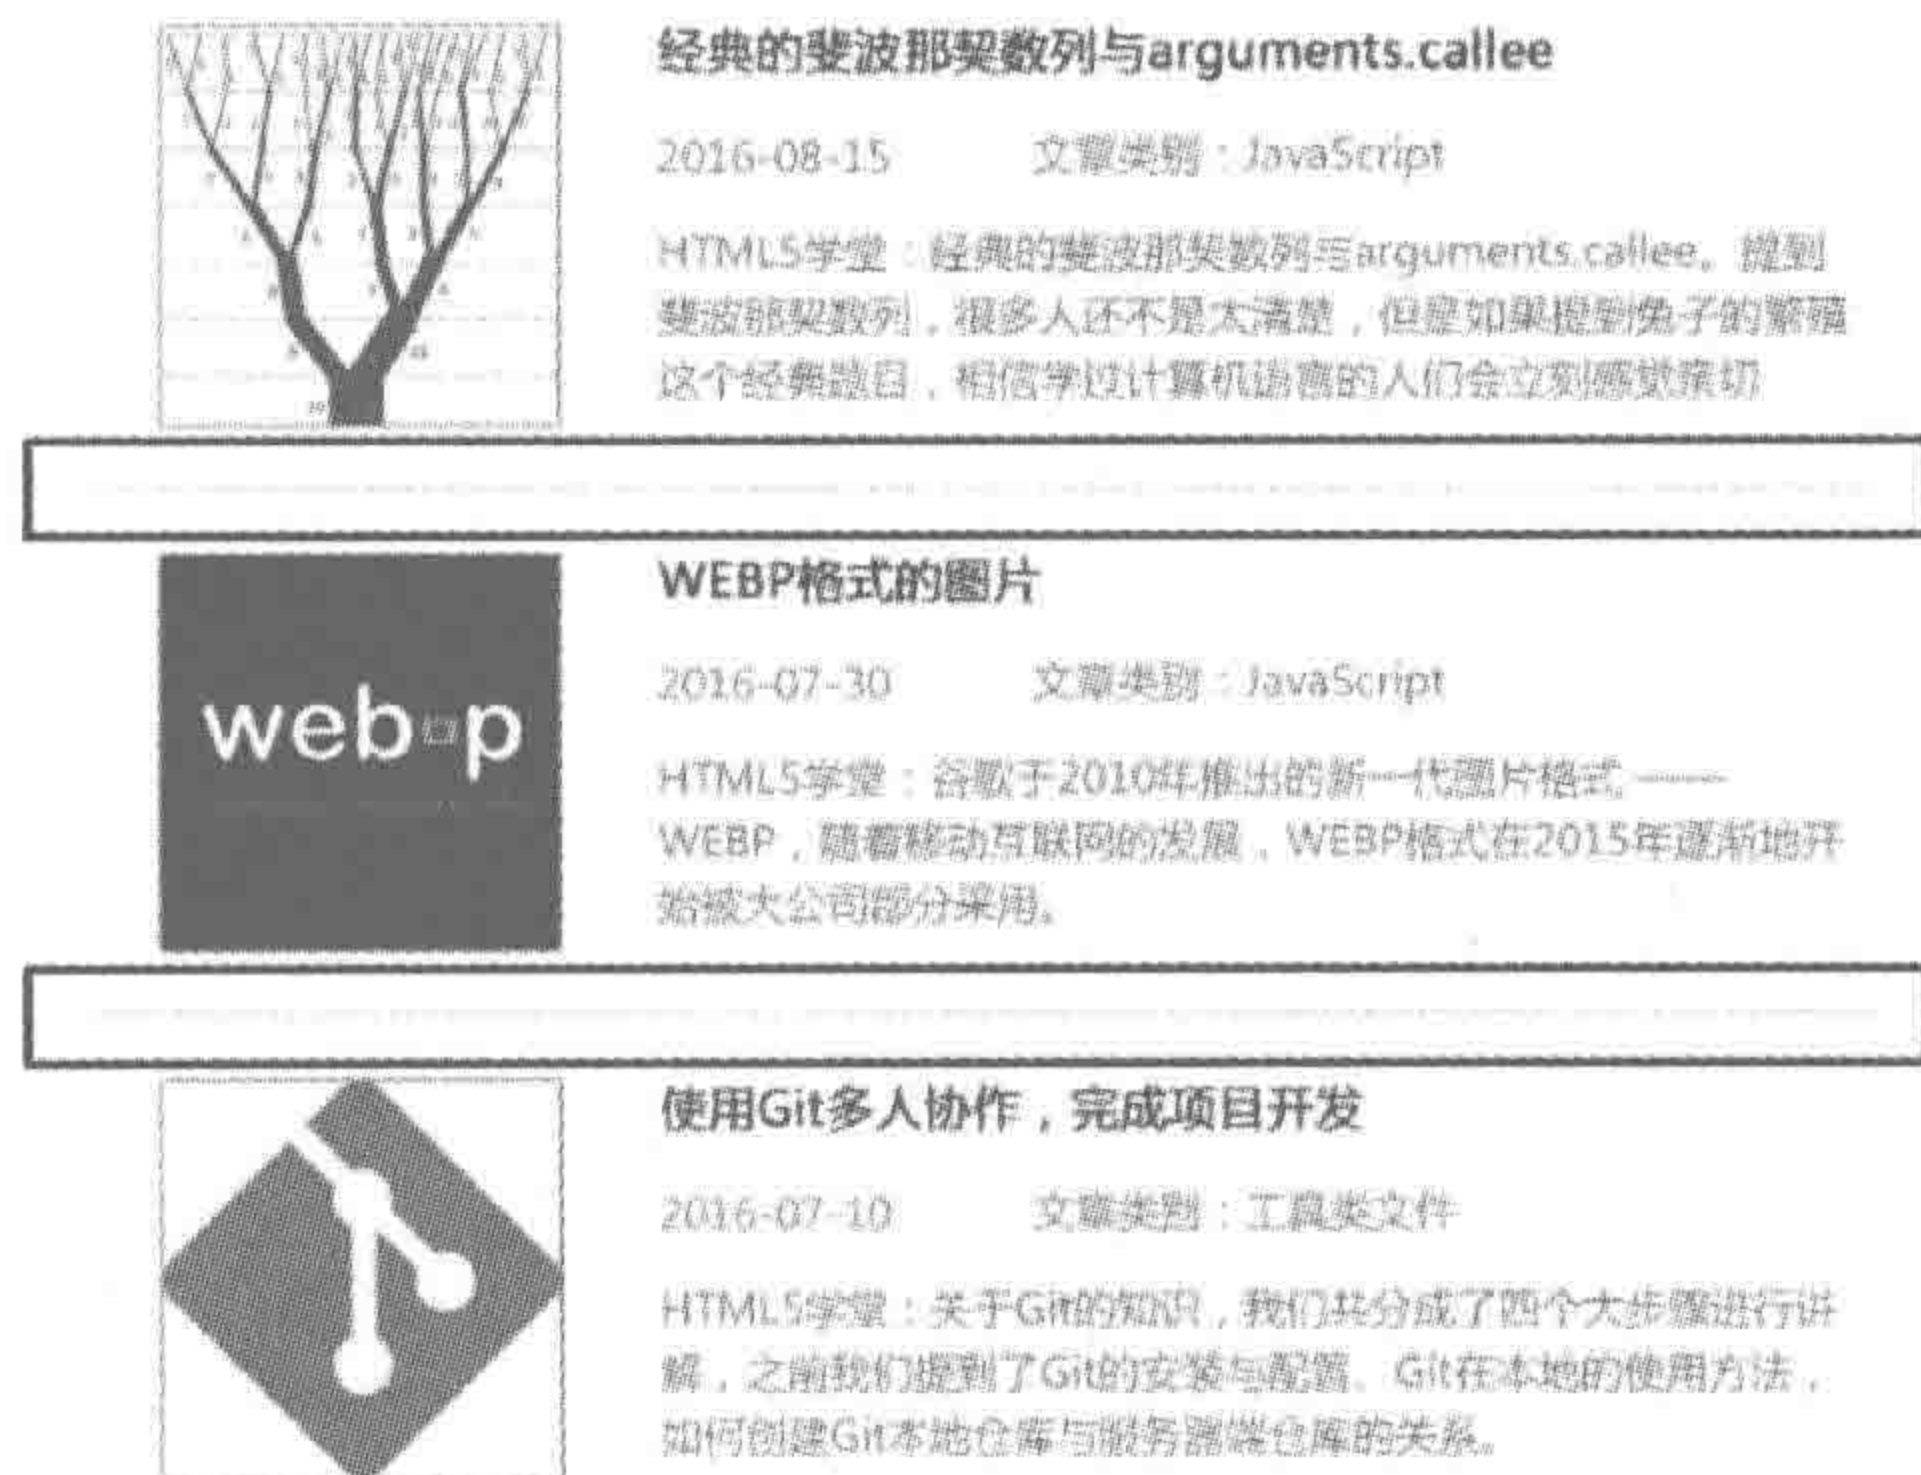 经典的斐波那契数列与arguments.callee
2016-08-15 文章类别：JavaScript
HTML5学堂：经典的斐波那契数列与arguments.callee。提到
斐波那契数列，很多人还不是太清楚，但是如果提到兔子的繁殖
这个经典题目，相信学过计算机语言的人们会立刻感觉亲切
WEBP格式的图片
web p
2016-07-30 文章类别：JavaScript
HTML5学堂：谷歌于2010年推出的新一代图片格式 ——
WEBP，随着移动互联网的发展，WEBP格式在2015年逐渐地开
始被大公司部分采用。
使用Git多人协作，完成项目开发
2016-07-10 文章类别：工具类文件
HTML5学堂：关于Git的知识，我们共分成了四个大步骤进行讲
解，之前我们提到了Git的安装与配置、Git在本地的使用方法，
如何创建Git本地仓库与服务器端仓库的关系。